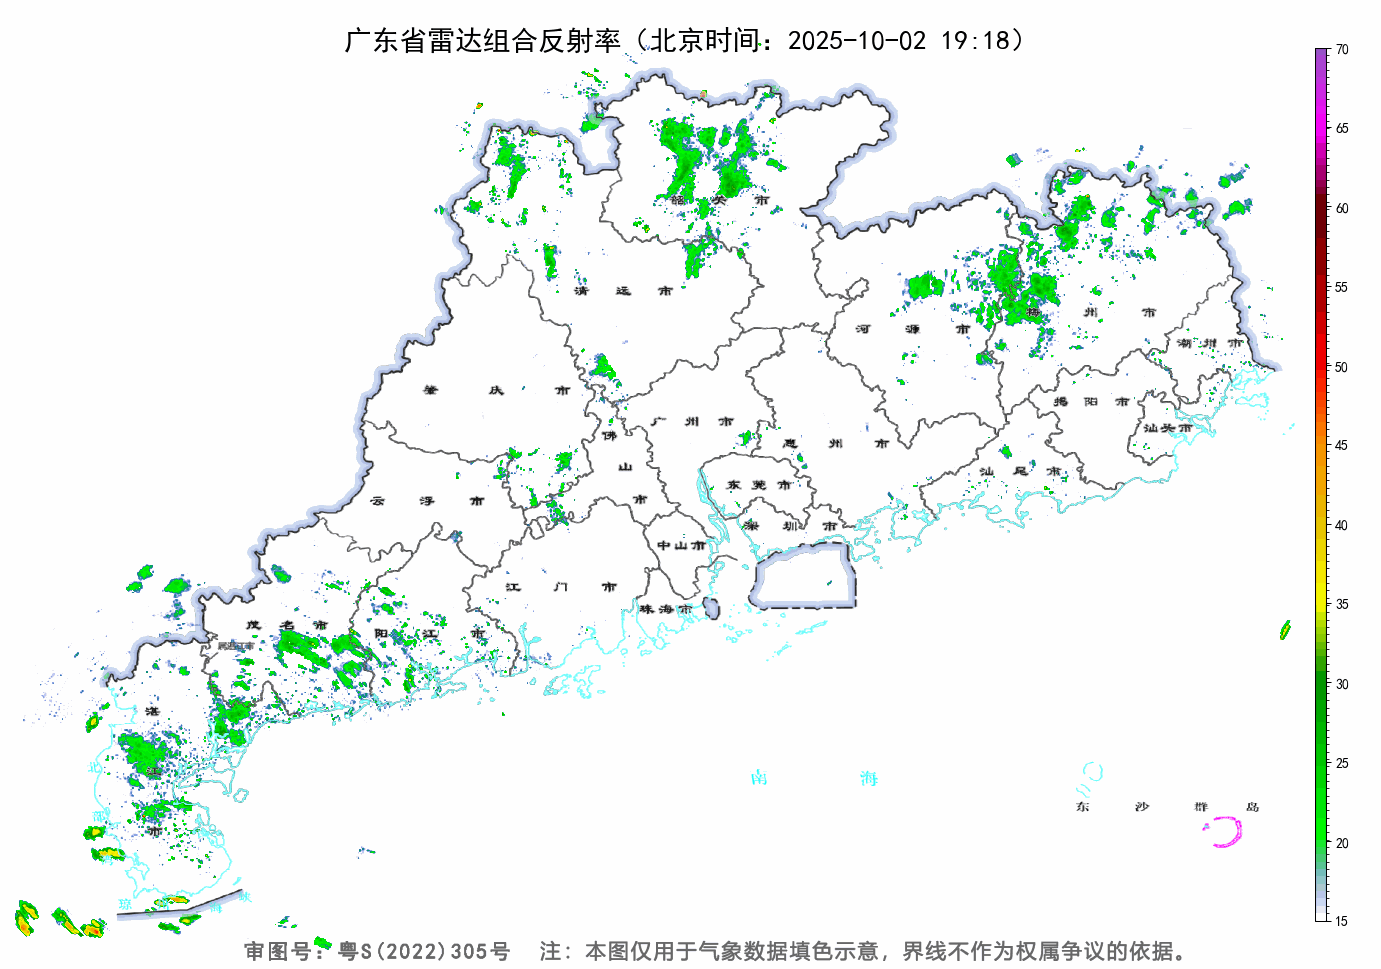 广东省雷达组合反射率（北京时间：2025-10-02 19:18）
70
65
60
55
50
45
40
35
30
25
20
15
韶关市
清远市
河源市
梅州市
潮州市
肇庆市
广州市
惠州市
揭阳市
汕头市
佛山市
云浮市
东莞市
汕尾市
深圳市
中山市
江门市
珠海市
茂名市
阳江市
湛江市
南海
东沙群岛
审图号：粤S(2022)305号 注：本图仅用于气象数据填色示意，界线不作为权属争议的依据。